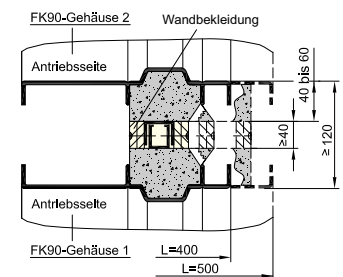 FK90-Gehäuse 2
Wandbekleidung
Antriebsseite
40 bis 60
≥40
≥120
Antriebsseite
FK90-Gehäuse 1
L=400
L=500